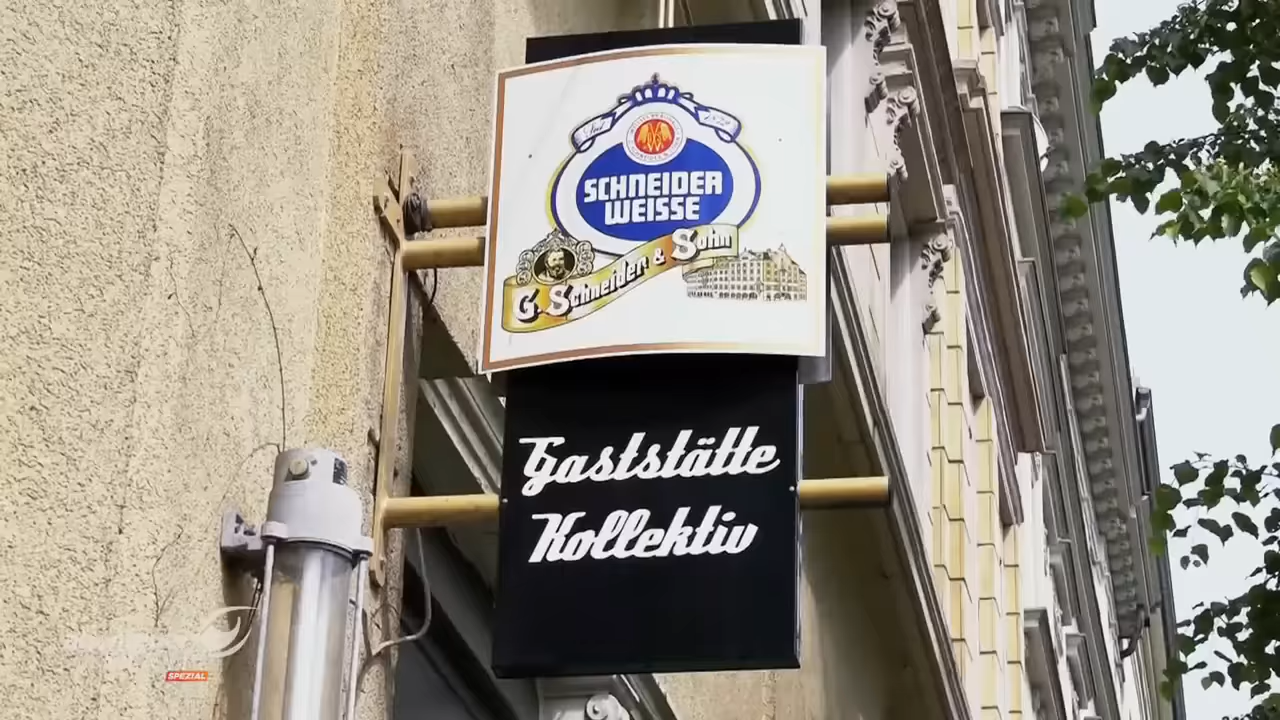 SCHNEIDER
WEISSE
G. Schneider & Sohn
Gaststätte
Kollektiv
SPEZIAL